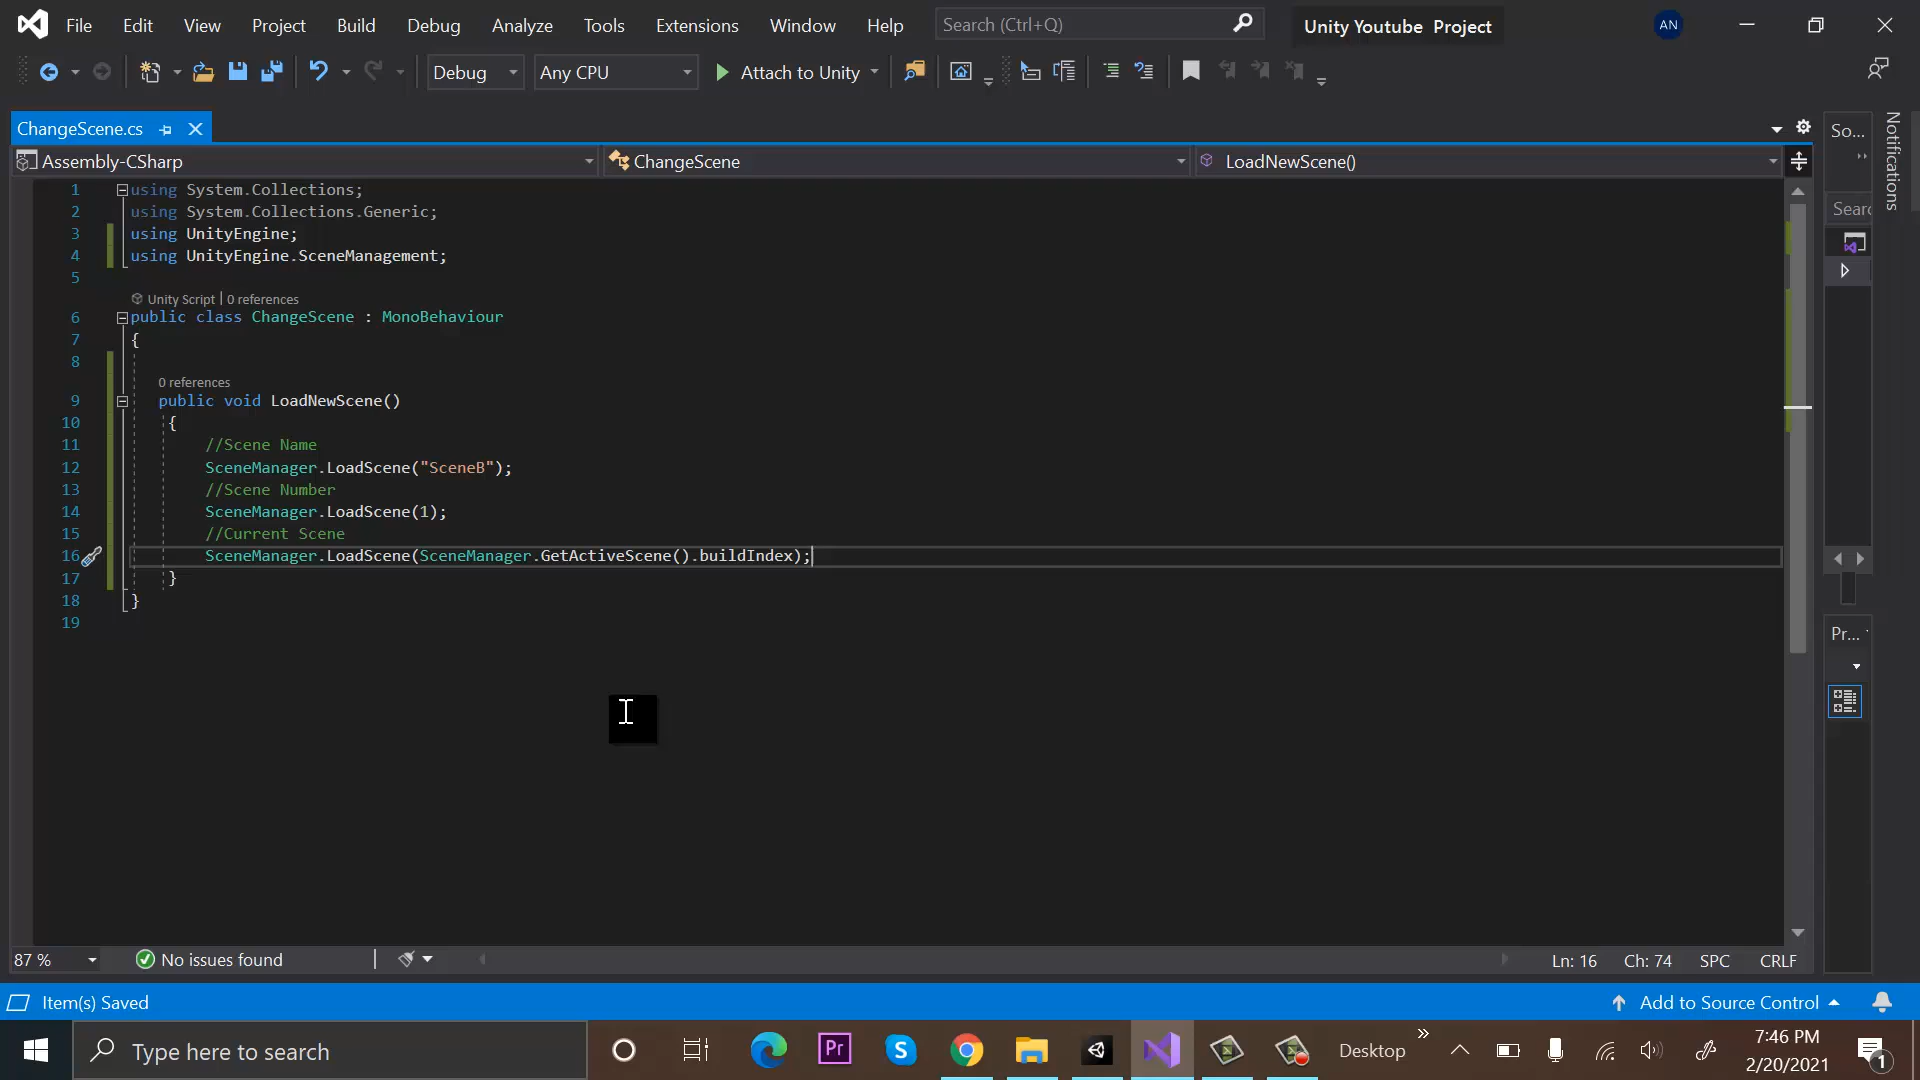 File Edit View Project Build Debug Analyze Tools Extensions Window Help Search (Ctrl+Q) Unity Youtube Project AN
Debug Any CPU Attach to Unity
ChangeScene.cs
So...
Notifications
Assembly-CSharp ChangeScene LoadNewScene()
1 using System.Collections;
2 using System.Collections.Generic;
3 using UnityEngine;
4 using UnityEngine.SceneManagement;
5
Unity Script | 0 references
6 public class ChangeScene : MonoBehaviour
7 {
8
0 references
9 public void LoadNewScene()
10 {
11 //Scene Name
12 SceneManager.LoadScene("SceneB");
13 //Scene Number
14 SceneManager.LoadScene(1);
15 //Current Scene
16 SceneManager.LoadScene(SceneManager.GetActiveScene().buildIndex);
17 }
18 }
19
Sear
Pr...
87 % No issues found Ln: 16 Ch: 74 SPC CRLF
Item(s) Saved Add to Source Control
Type here to search Pr S Desktop » 7:46 PM
2/20/2021 1